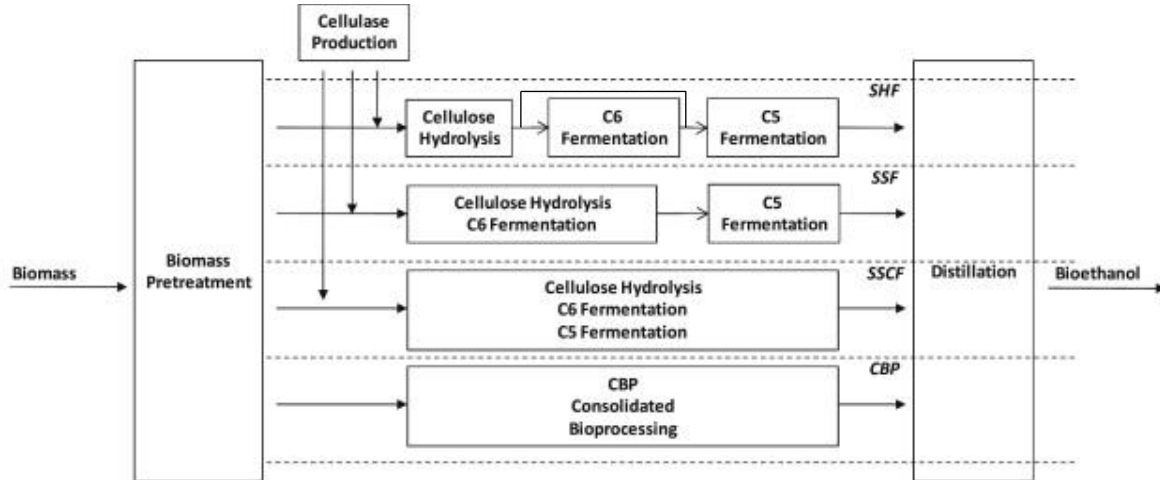 Cellulase
Production
SHF
Cellulose
Hydrolysis
C6
Fermentation
C5
Fermentation
SSF
Cellulose Hydrolysis
C6 Fermentation
C5
Fermentation
Biomass
Biomass
Pretreatment
SSCF
Cellulose Hydrolysis
C6 Fermentation
C5 Fermentation
Distillation
Bioethanol
CBP
CBP
Consolidated
Bioprocessing